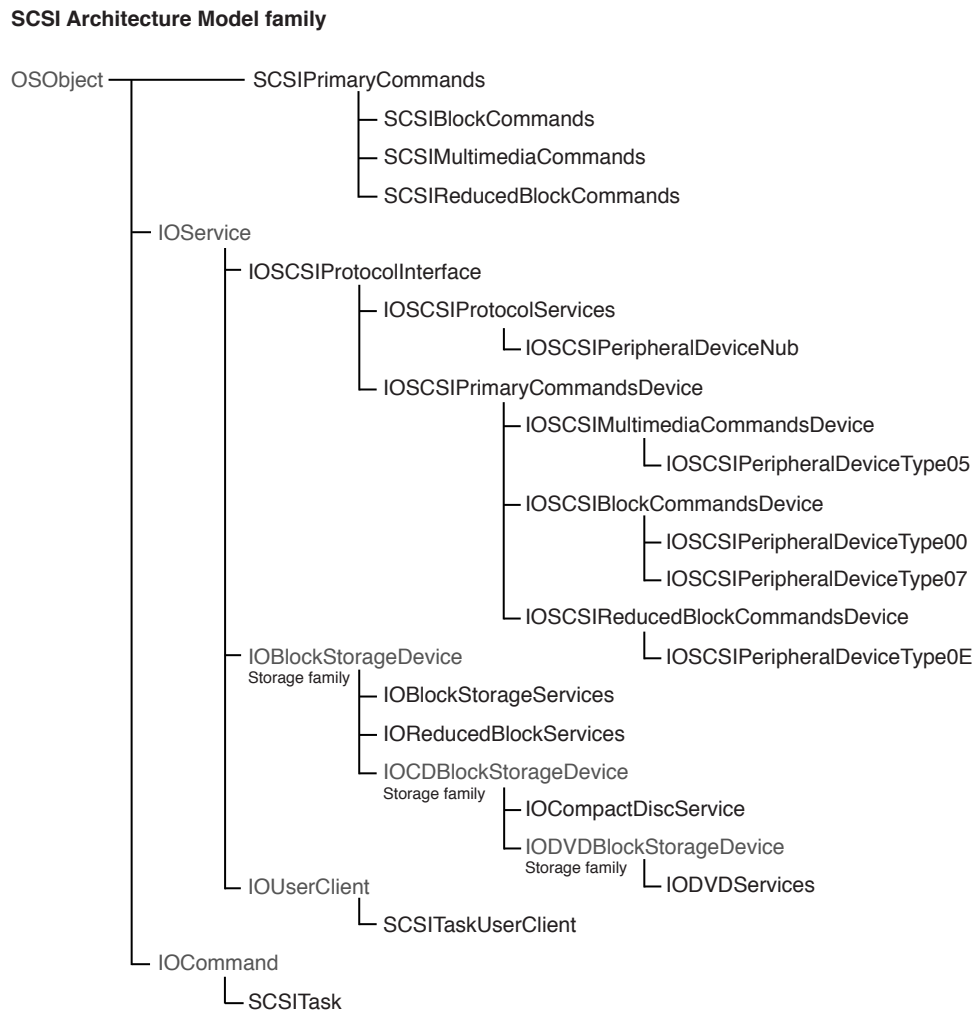 SCSI Architecture Model family
OSObject
SCSIPrimaryCommands
SCSIBlockCommands
SCSIMultimediaCommands
SCSIReducedBlockCommands
IOService
IOSCSIProtocolInterface
IOSCSIProtocolServices
IOSCSIPeripheralDeviceNub
IOSCSIPrimaryCommandsDevice
IOSCSIMultimediaCommandsDevice
IOSCSIPeripheralDeviceType05
IOSCSIBlockCommandsDevice
IOSCSIPeripheralDeviceType00
IOSCSIPeripheralDeviceType07
IOSCSIReducedBlockCommandsDevice
IOSCSIPeripheralDeviceType0E
IOBlockStorageDevice
Storage family
IOBlockStorageServices
IOReducedBlockServices
IOCDBlockStorageDevice
Storage family
IOCompactDiscService
IODVDBlockStorageDevice
Storage family
IODVDServices
IOUserClient
SCSITaskUserClient
IOCommand
SCSITask